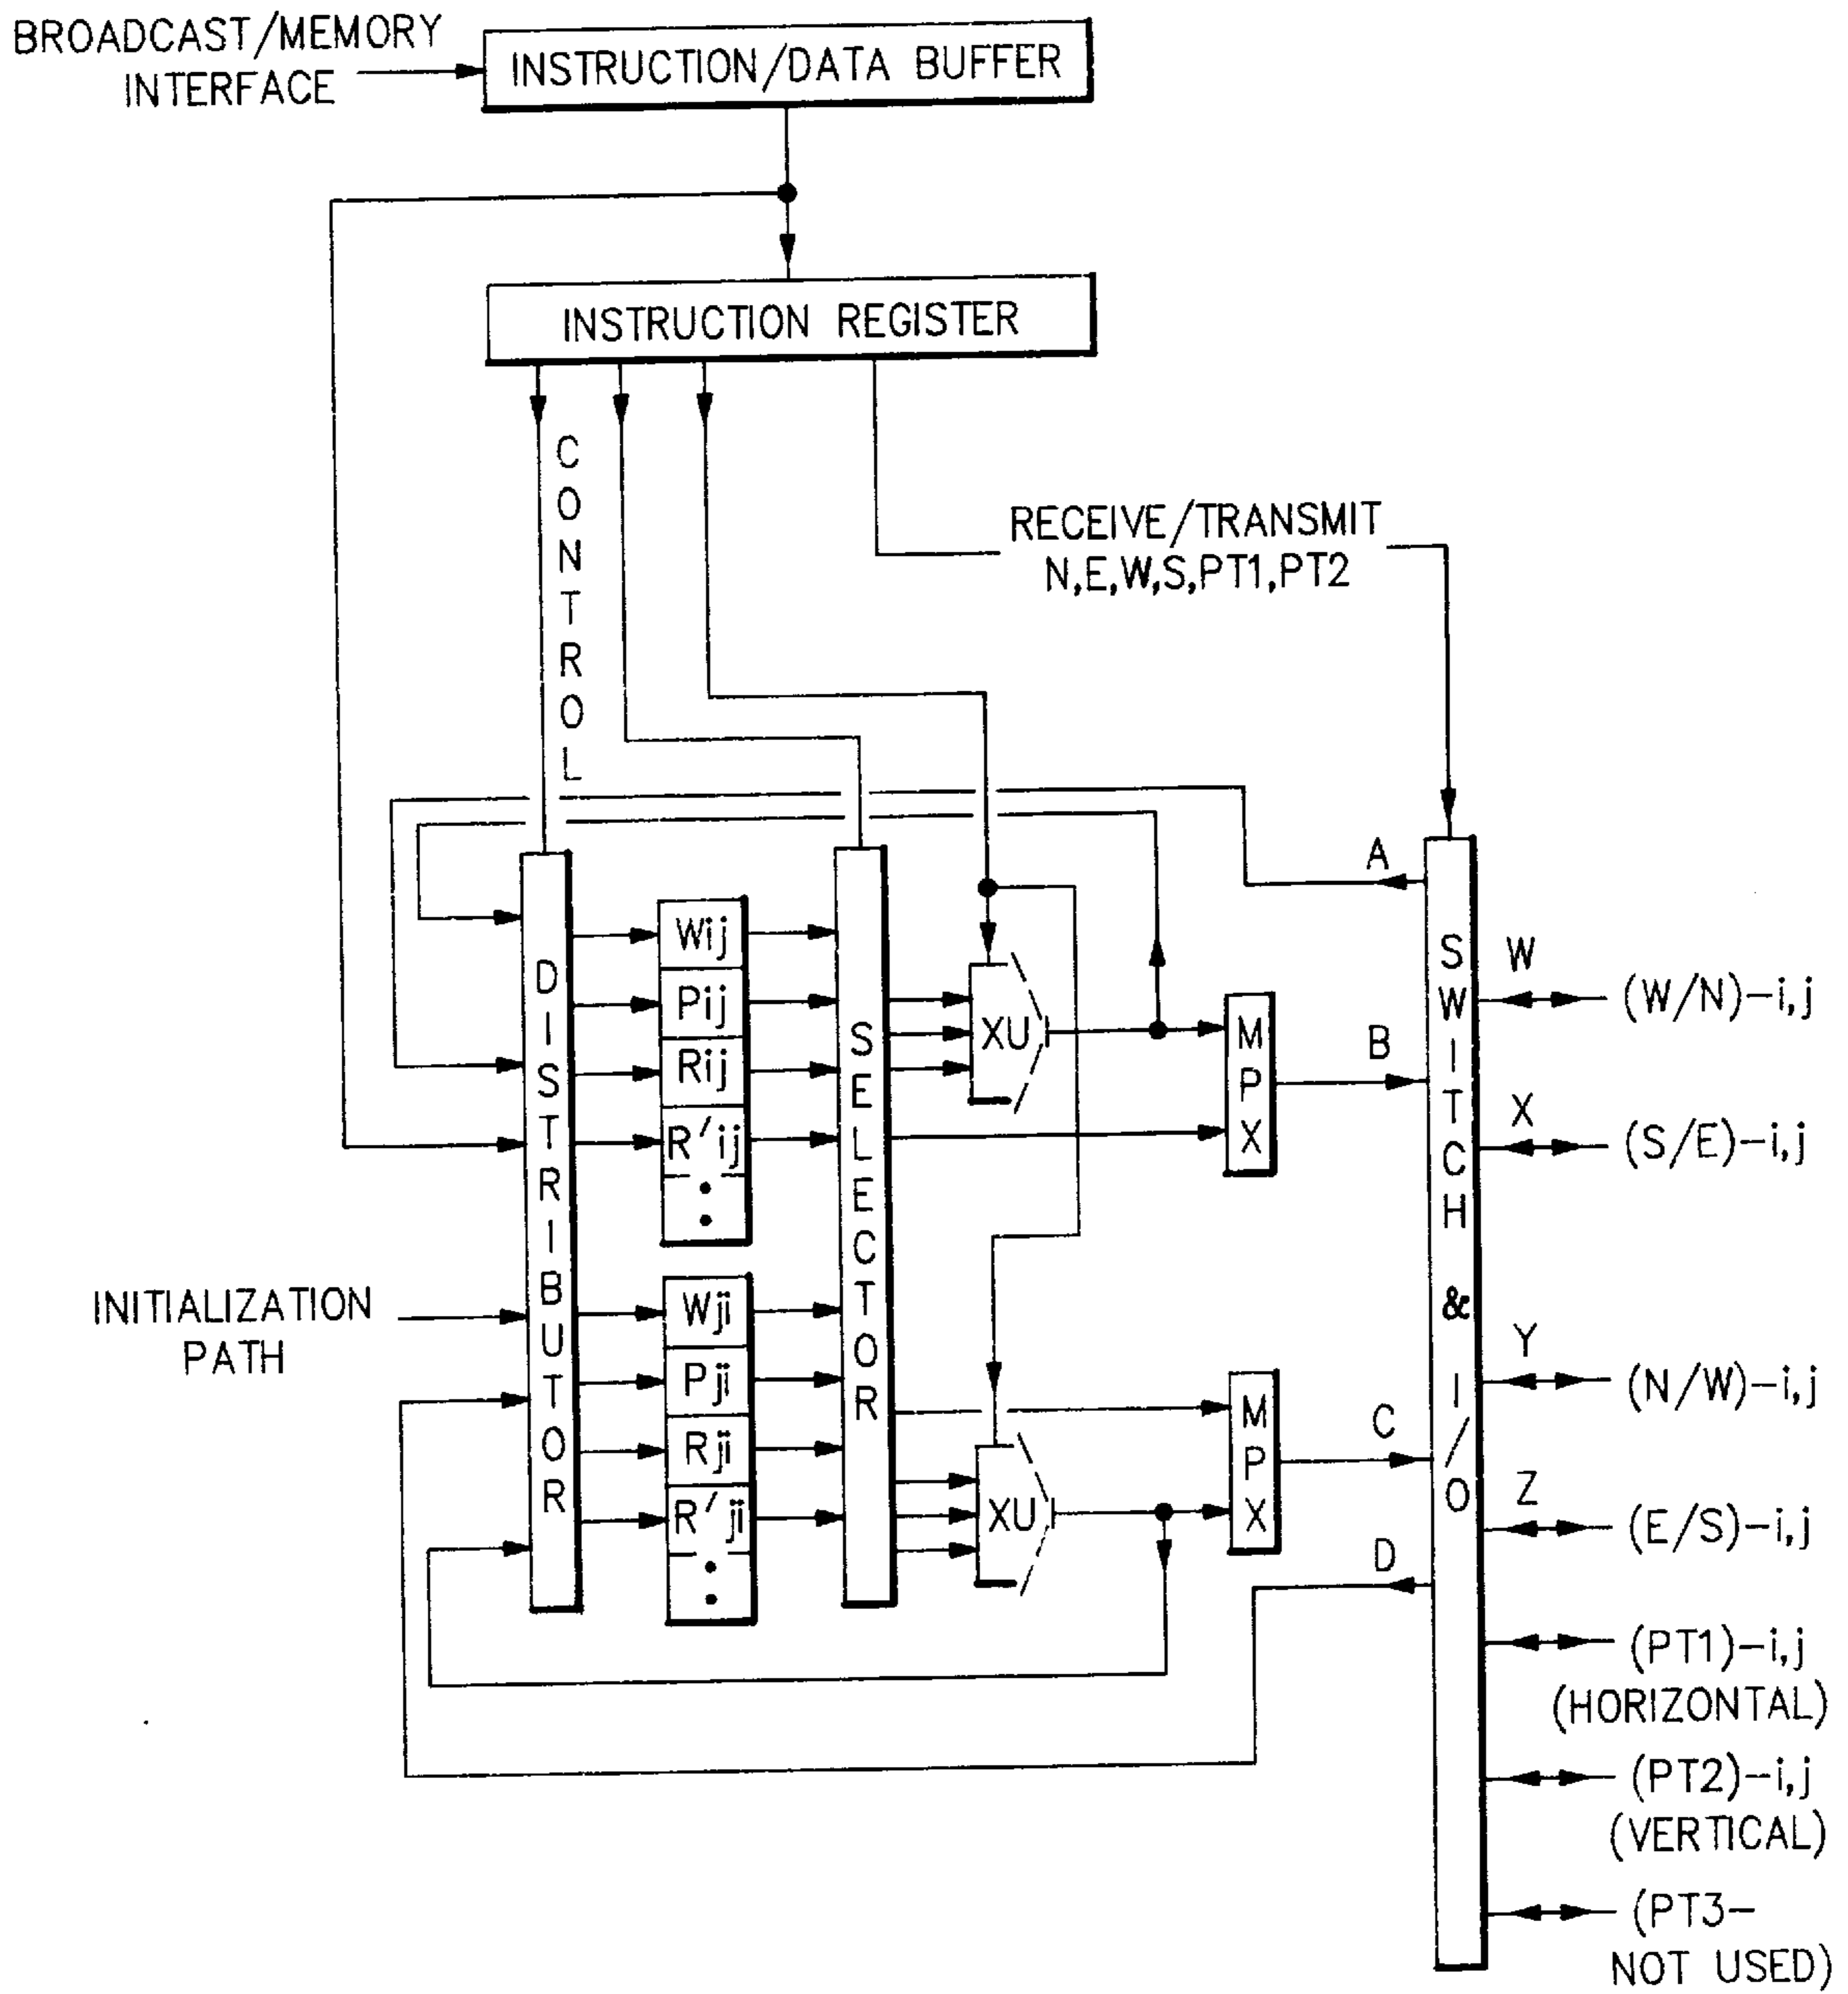 BROADCAST/MEMORY
INTERFACE
INSTRUCTION/DATA BUFFER
INSTRUCTION REGISTER
CONTROL
RECEIVE/TRANSMIT
N,E,W,S,PT1,PT2
DISTRIBUTOR
Wij
Pij
Rij
R′ij
SELECTOR
XU
MPX
A
B
SWITCH & I/O
W
(W/N)-i,j
X
(S/E)-i,j
INITIALIZATION
PATH
Wji
Pji
Rji
R′ji
XU
MPX
C
D
Y
(N/W)-i,j
Z
(E/S)-i,j
(PT1)-i,j
(HORIZONTAL)
(PT2)-i,j
(VERTICAL)
(PT3-
NOT USED)